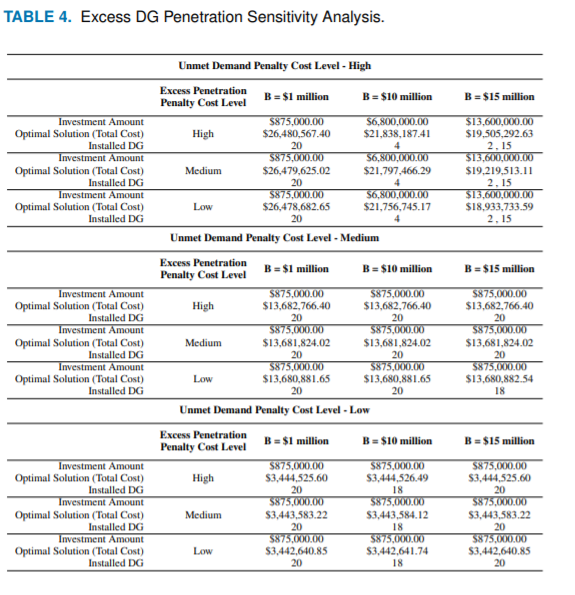 TABLE 4. Excess DG Penetration Sensitivity Analysis.
Unmet Demand Penalty Cost Level - High
Excess Penetration
Penalty Cost Level B = $1 million B = $10 million B = $15 million
Investment Amount $875,000.00 $6,800,000.00 $13,600,000.00
Optimal Solution (Total Cost) High $26,480,567.40 $21,838,187.41 $19,505,292.63
Installed DG 20 4 2, 15
Investment Amount $875,000.00 $6,800,000.00 $13,600,000.00
Optimal Solution (Total Cost) Medium $26,479,625.02 $21,797,466.29 $19,219,513.11
Installed DG 20 4 2, 15
Investment Amount $875,000.00 $6,800,000.00 $13,600,000.00
Optimal Solution (Total Cost) Low $26,478,682.65 $21,756,745.17 $18,933,733.59
Installed DG 20 4 2, 15
Unmet Demand Penalty Cost Level - Medium
Excess Penetration
Penalty Cost Level B = $1 million B = $10 million B = $15 million
Investment Amount $875,000.00 $875,000.00 $875,000.00
Optimal Solution (Total Cost) High $13,682,766.40 $13,682,766.40 $13,682,766.40
Installed DG 20 20 20
Investment Amount $875,000.00 $875,000.00 $875,000.00
Optimal Solution (Total Cost) Medium $13,681,824.02 $13,681,824.02 $13,681,824.02
Installed DG 20 20 20
Investment Amount $875,000.00 $875,000.00 $875,000.00
Optimal Solution (Total Cost) Low $13,680,881.65 $13,680,881.65 $13,680,882.54
Installed DG 20 20 18
Unmet Demand Penalty Cost Level - Low
Excess Penetration
Penalty Cost Level B = $1 million B = $10 million B = $15 million
Investment Amount $875,000.00 $875,000.00 $875,000.00
Optimal Solution (Total Cost) High $3,444,525.60 $3,444,526.49 $3,444,525.60
Installed DG 20 18 20
Investment Amount $875,000.00 $875,000.00 $875,000.00
Optimal Solution (Total Cost) Medium $3,443,583.22 $3,443,584.12 $3,443,583.22
Installed DG 20 18 20
Investment Amount $875,000.00 $875,000.00 $875,000.00
Optimal Solution (Total Cost) Low $3,442,640.85 $3,442,641.74 $3,442,640.85
Installed DG 20 18 20